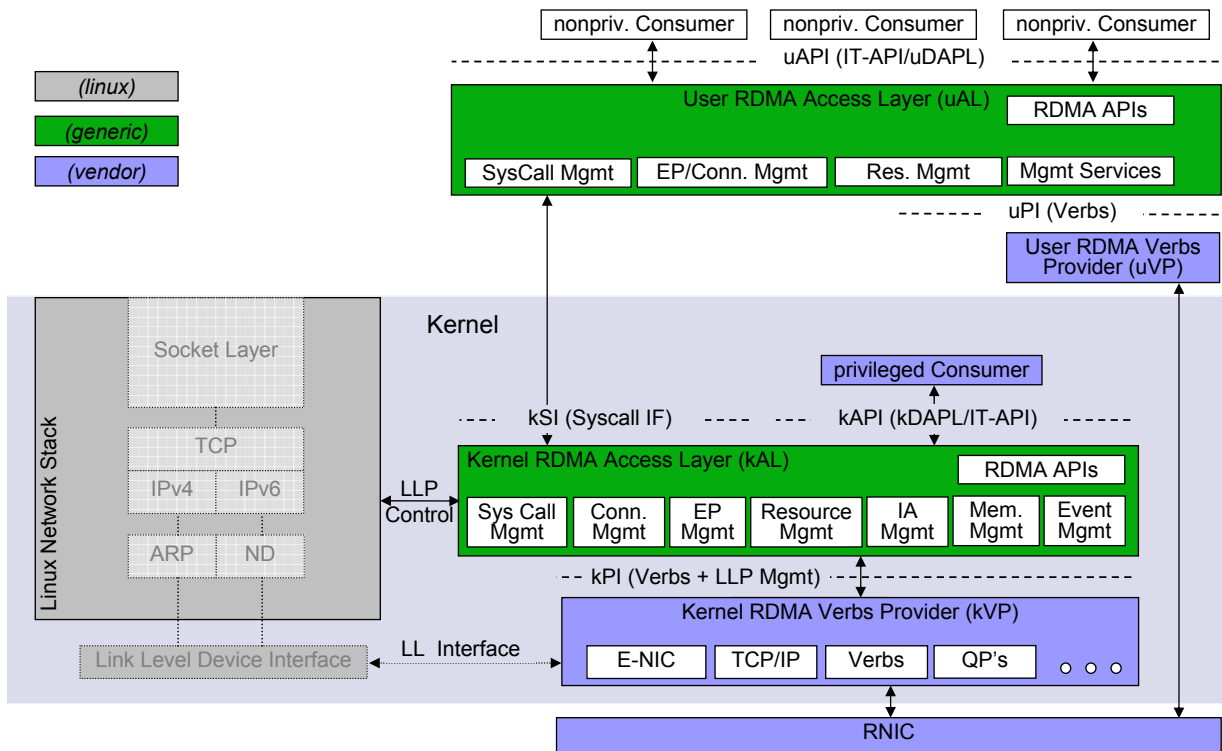 nonpriv. Consumer
nonpriv. Consumer
nonpriv. Consumer
uAPI (IT-API/uDAPL)
(linux)
(generic)
(vendor)
User RDMA Access Layer (uAL)
RDMA APIs
SysCall Mgmt
EP/Conn. Mgmt
Res. Mgmt
Mgmt Services
uPI (Verbs)
User RDMA Verbs
Provider (uVP)
Kernel
Linux Network Stack
Socket Layer
TCP
IPv4
IPv6
ARP
ND
Link Level Device Interface
privileged Consumer
kSI (Syscall IF)
kAPI (kDAPL/IT-API)
LLP
Control
Kernel RDMA Access Layer (kAL)
RDMA APIs
Sys Call
Mgmt
Conn.
Mgmt
EP
Mgmt
Resource
Mgmt
IA
Mgmt
Mem.
Mgmt
Event
Mgmt
kPI (Verbs + LLP Mgmt)
LL Interface
Kernel RDMA Verbs Provider (kVP)
E-NIC
TCP/IP
Verbs
QP's
RNIC